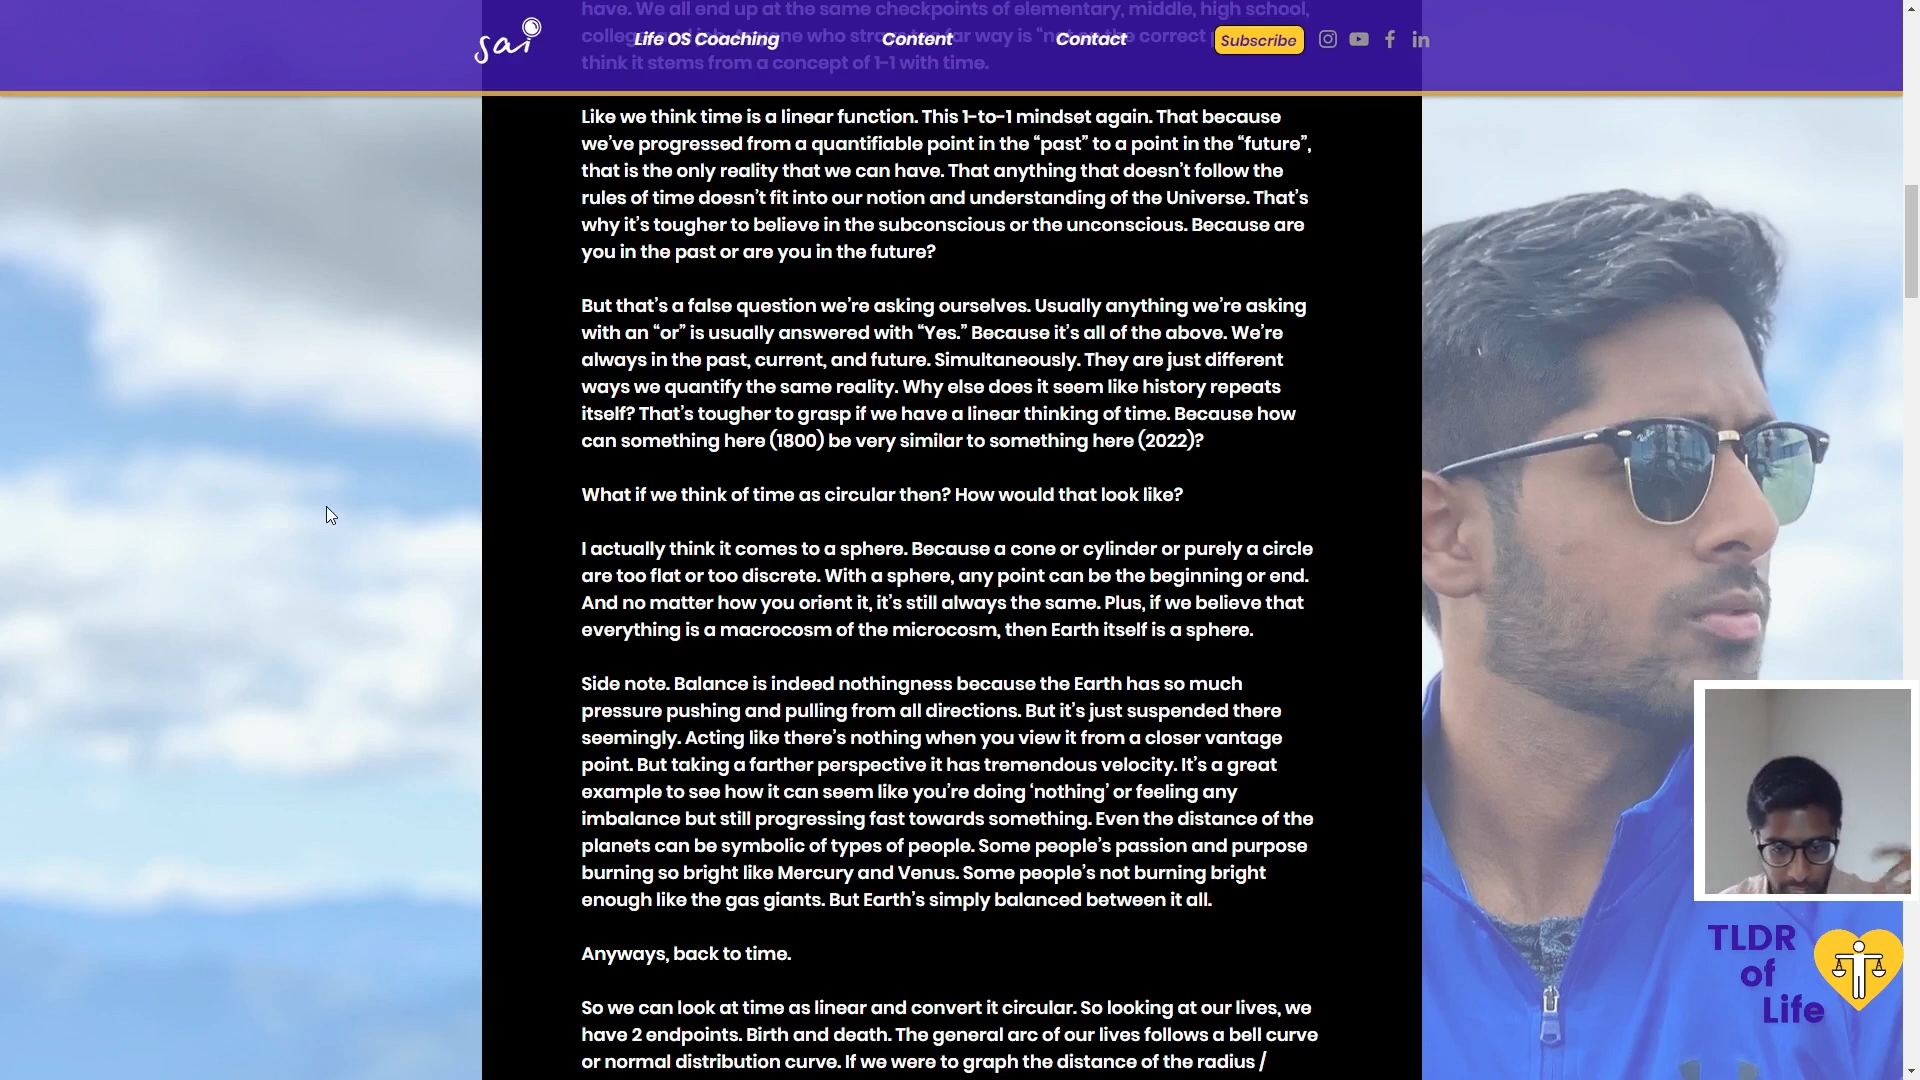 have. We all end up at the same checkpoints of elementary, middle, high school,
sai
Life OS Coaching
Content
Contact
Subscribe
think it stems from a concept of 1-1 with time.
Like we think time is a linear function. This 1-to-1 mindset again. That because
we’ve progressed from a quantifiable point in the “past” to a point in the “future”,
that is the only reality that we can have. That anything that doesn’t follow the
rules of time doesn’t fit into our notion and understanding of the Universe. That’s
why it’s tougher to believe in the subconscious or the unconscious. Because are
you in the past or are you in the future?
But that’s a false question we’re asking ourselves. Usually anything we’re asking
with an “or” is usually answered with “Yes.” Because it’s all of the above. We’re
always in the past, current, and future. Simultaneously. They are just different
ways we quantify the same reality. Why else does it seem like history repeats
itself? That’s tougher to grasp if we have a linear thinking of time. Because how
can something here (1800) be very similar to something here (2022)?
What if we think of time as circular then? How would that look like?
I actually think it comes to a sphere. Because a cone or cylinder or purely a circle
are too flat or too discrete. With a sphere, any point can be the beginning or end.
And no matter how you orient it, it’s still always the same. Plus, if we believe that
everything is a macrocosm of the microcosm, then Earth itself is a sphere.
Side note. Balance is indeed nothingness because the Earth has so much
pressure pushing and pulling from all directions. But it’s just suspended there
seemingly. Acting like there’s nothing when you view it from a closer vantage
point. But taking a farther perspective it has tremendous velocity. It’s a great
example to see how it can seem like you’re doing ‘nothing’ or feeling any
imbalance but still progressing fast towards something. Even the distance of the
planets can be symbolic of types of people. Some people’s passion and purpose
burning so bright like Mercury and Venus. Some people’s not burning bright
enough like the gas giants. But Earth’s simply balanced between it all.
Anyways, back to time.
So we can look at time as linear and convert it circular. So looking at our lives, we
have 2 endpoints. Birth and death. The general arc of our lives follows a bell curve
or normal distribution curve. If we were to graph the distance of the radius /
TLDR
of
Life